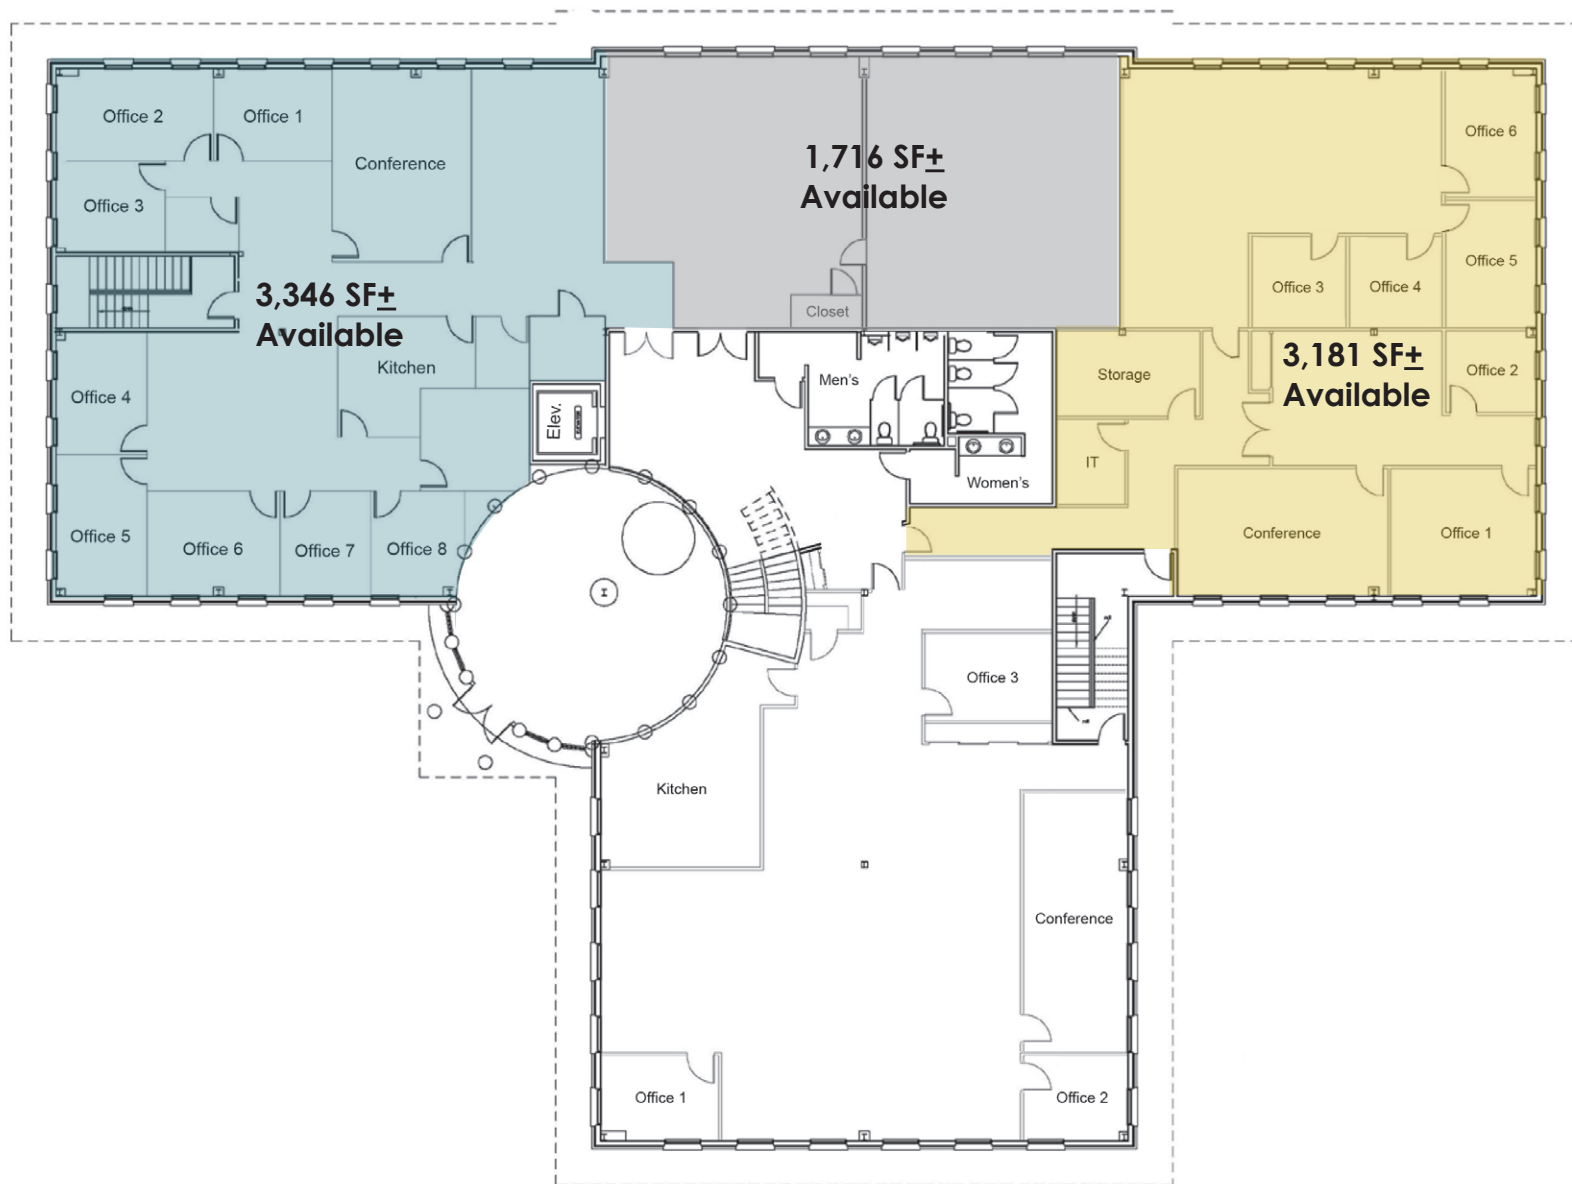 Office 2
Office 1
Conference
Office 3
3,346 SF±
Available
Office 4
Kitchen
Elev.
Office 5
Office 6
Office 7
Office 8
1,716 SF±
Available
Closet
Men's
Women's
Office 6
Office 5
Office 3
Office 4
3,181 SF±
Available
Office 2
Storage
IT
Conference
Office 1
Office 3
Kitchen
Conference
Office 1
Office 2